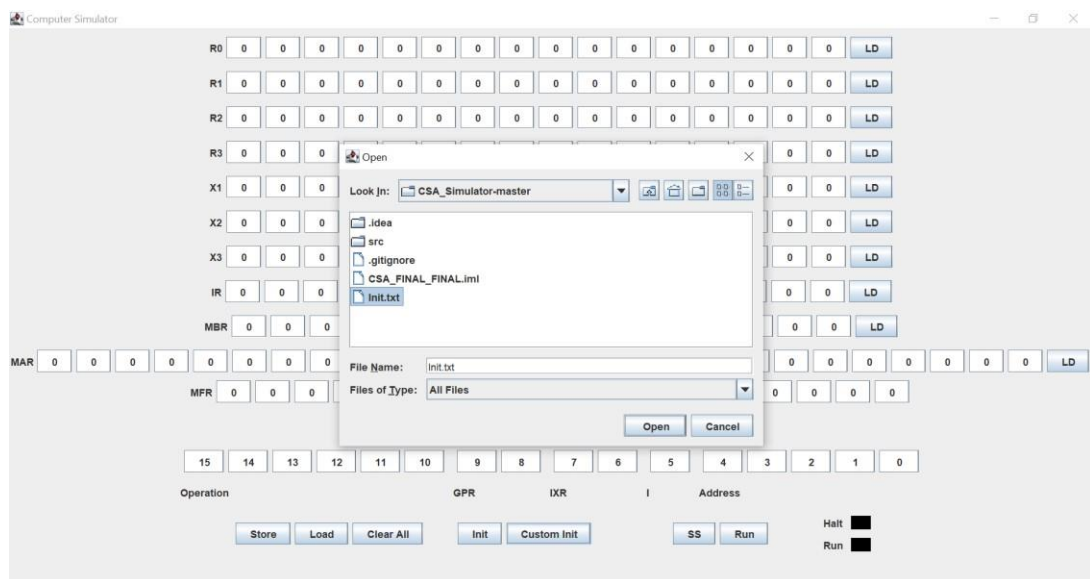 Computer Simulator
R0 0 0 0 0 0 0 0 0 0 0 0 0 0 0 0 0 LD
R1 0 0 0 0 0 0 0 0 0 0 0 0 0 0 0 0 LD
R2 0 0 0 0 0 0 0 0 0 0 0 0 0 0 0 0 LD
R3 0 0 0 0 0 LD
X1 0 0 0 0 0 LD
X2 0 0 0 0 0 LD
X3 0 0 0 0 0 LD
IR 0 0 0 0 0 LD
MBR 0 0 0 0 0 LD
MAR 0 0 0 0 0 0 0 0 0 0 0 0 0 0 0 LD
MFR 0 0 0 0 0 0 0
Open
Look In: CSA_Simulator-master
.idea
src
.gitignore
CSA_FINAL_FINAL.iml
Init.txt
File Name: Init.txt
Files of Type: All Files
Open Cancel
15 14 13 12 11 10 9 8 7 6 5 4 3 2 1 0
Operation GPR IXR I Address
Store Load Clear All Init Custom Init SS Run
Halt
Run